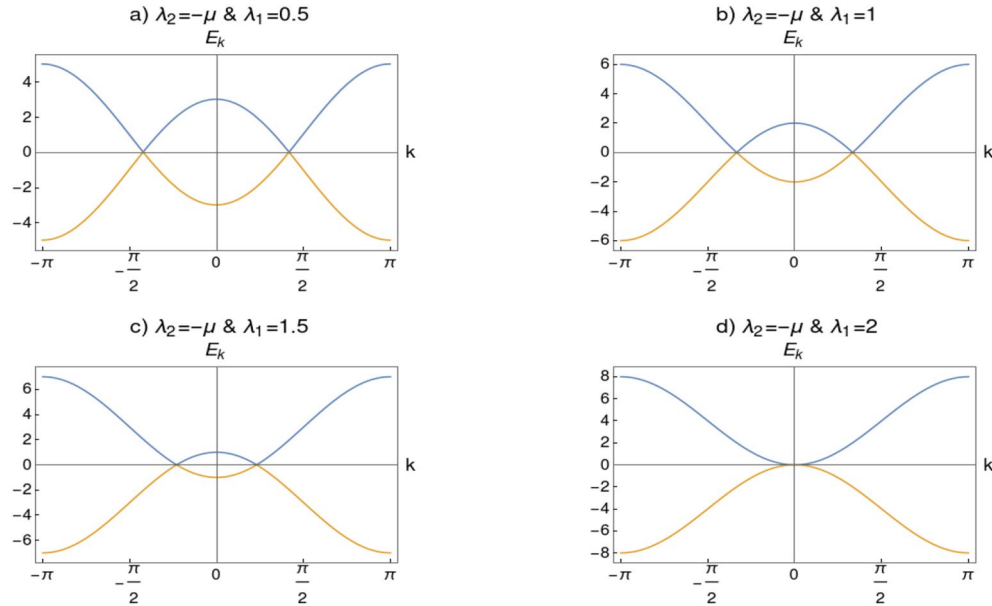 a) λ₂=−μ & λ₁=0.5
Eₖ
4
2
0
−2
−4
k
−π
−π/2
0
π/2
π
b) λ₂=−μ & λ₁=1
Eₖ
6
4
2
0
−2
−4
−6
k
−π
−π/2
0
π/2
π
c) λ₂=−μ & λ₁=1.5
Eₖ
6
4
2
0
−2
−4
−6
k
−π
−π/2
0
π/2
π
d) λ₂=−μ & λ₁=2
Eₖ
8
6
4
2
0
−2
−4
−6
−8
k
−π
−π/2
0
π/2
π